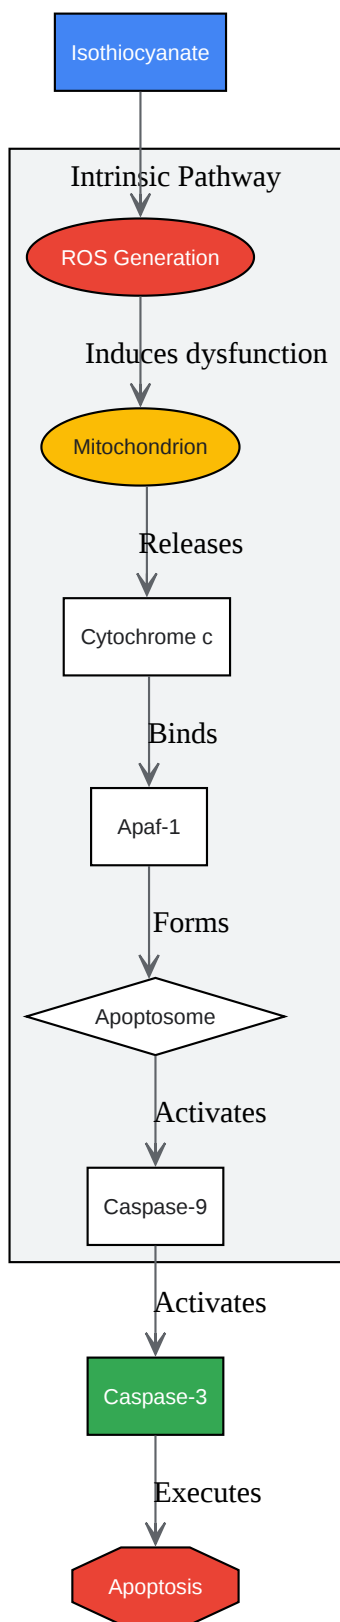 Isothiocyanate
Intrinsic Pathway
ROS Generation
Induces dysfunction
Mitochondrion
Releases
Cytochrome c
Binds
Apaf-1
Forms
Apoptosome
Activates
Caspase-9
Activates
Caspase-3
Executes
Apoptosis